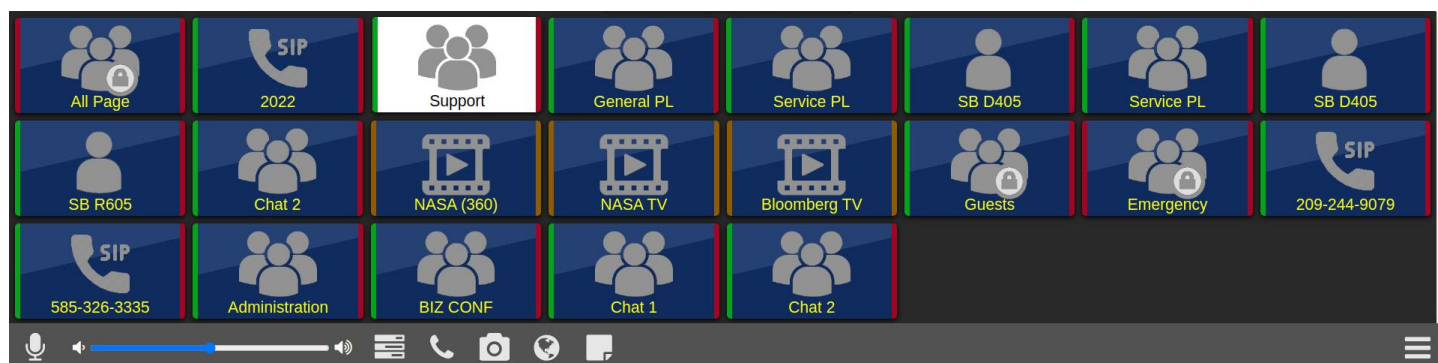 All Page
SIP
2022
Support
General PL
Service PL
SB D405
Service PL
SB D405
SB R605
Chat 2
NASA (360)
NASA TV
Bloomberg TV
Guests
Emergency
SIP
209-244-9079
SIP
585-326-3335
Administration
BIZ CONF
Chat 1
Chat 2